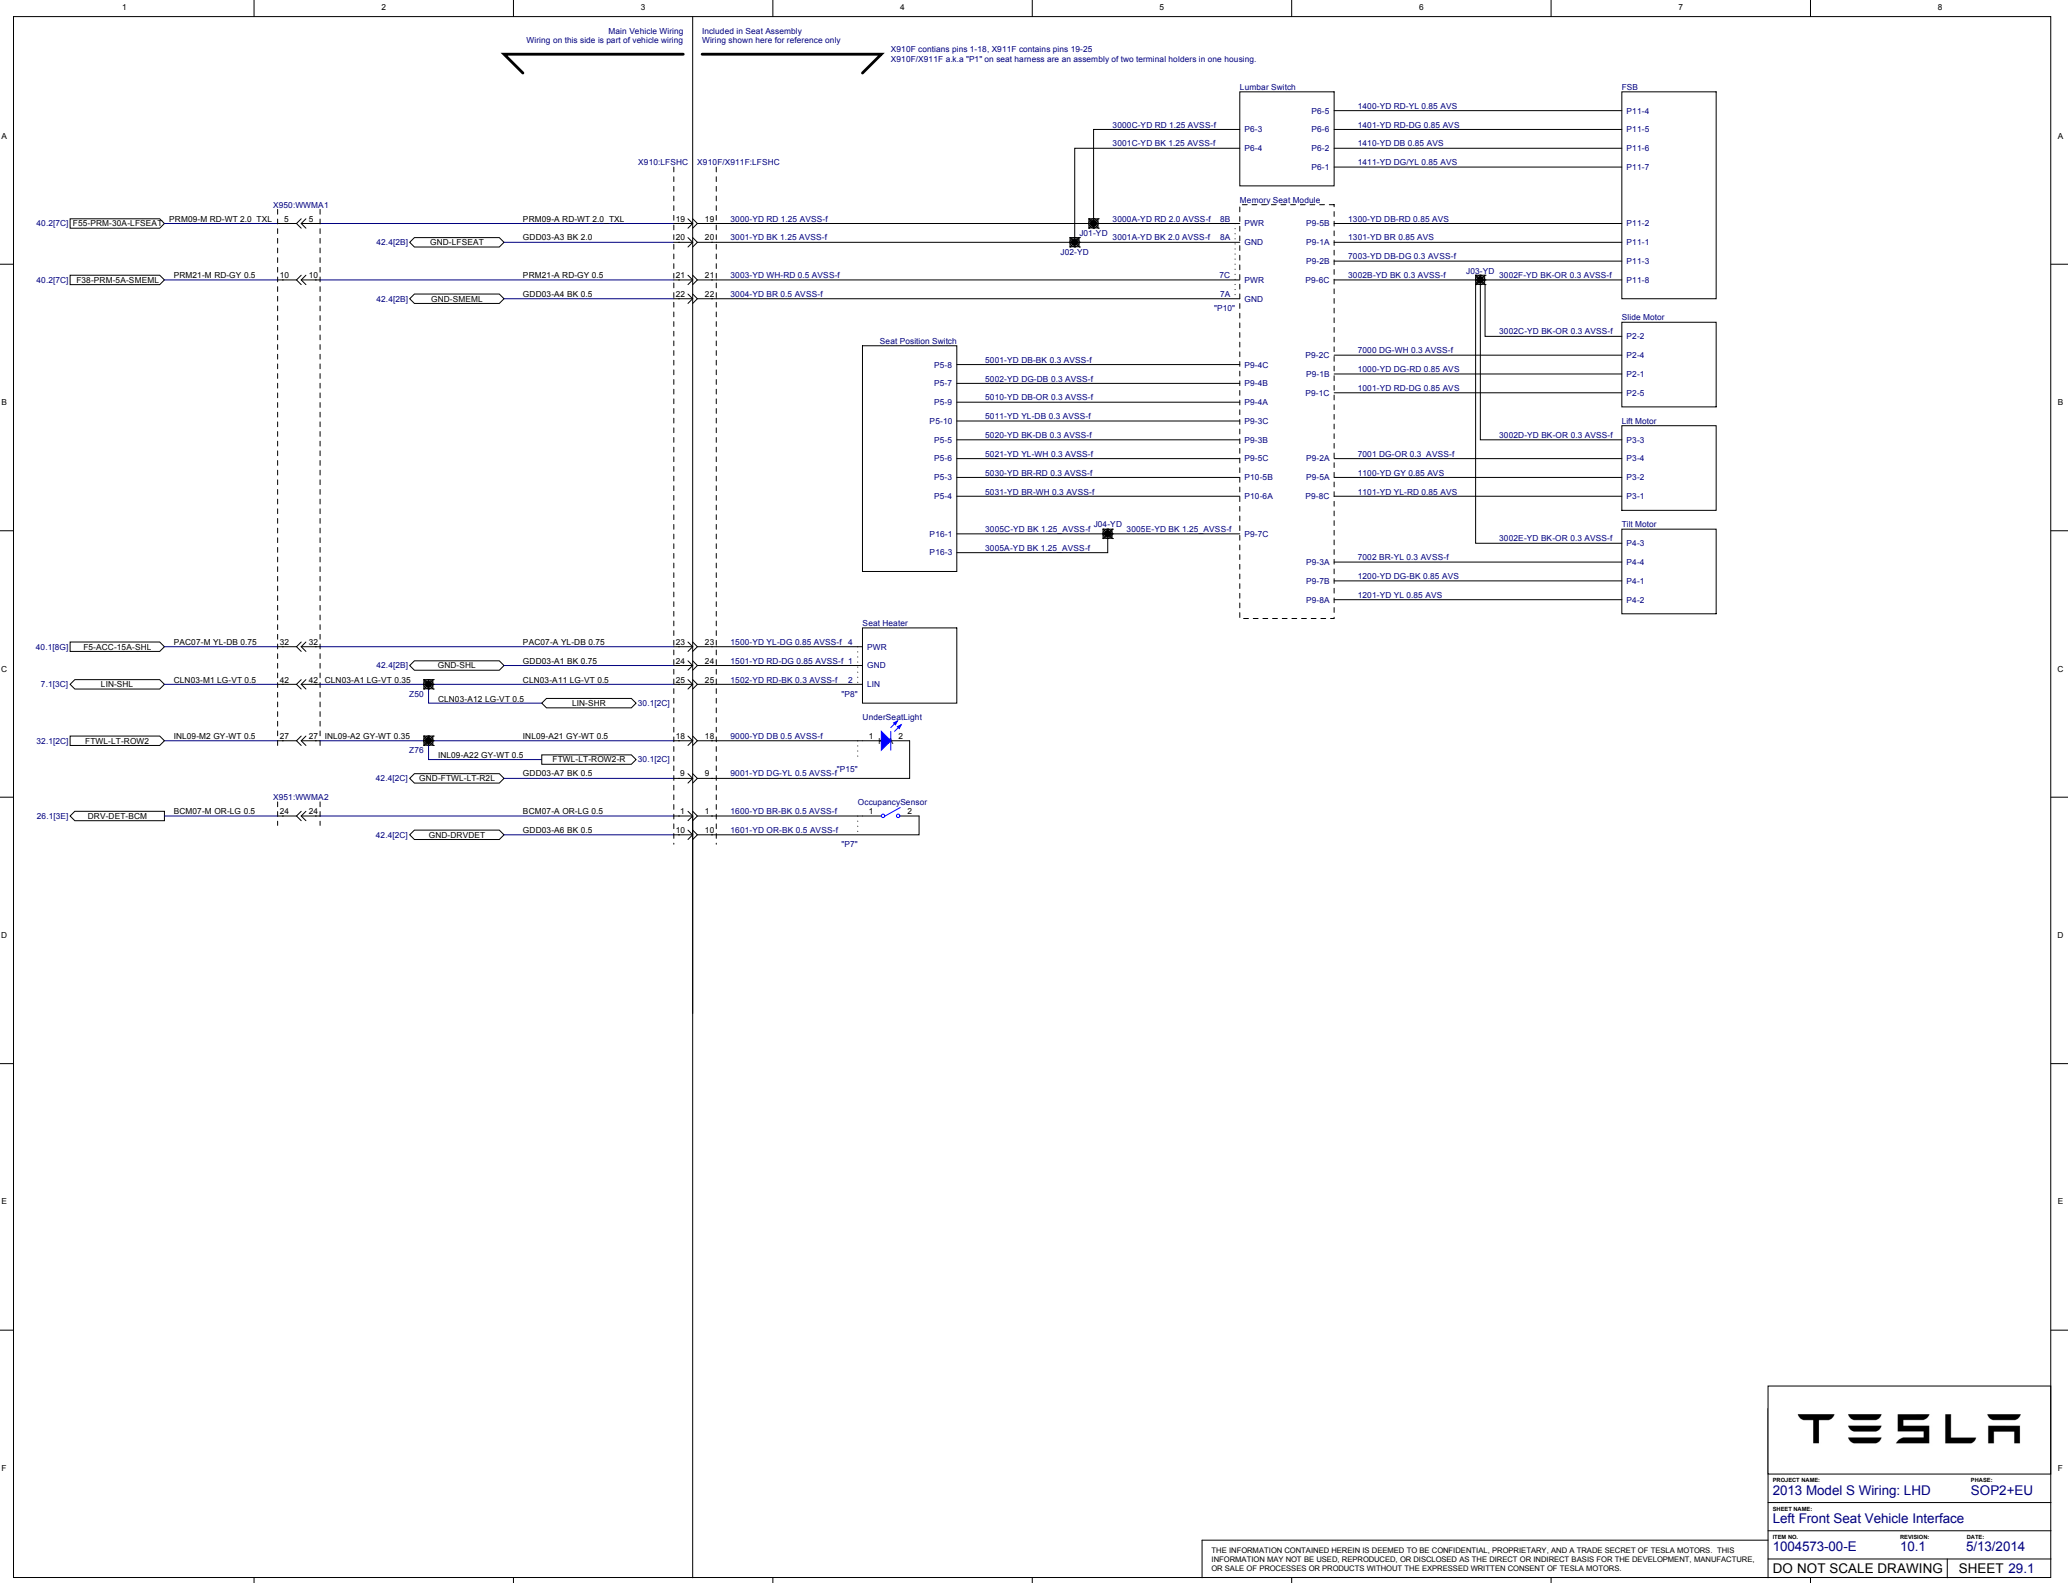 1 2 3 4 5 6 7 8
Main Vehicle Wiring
Wiring on this side is part of vehicle wiring
Included in Seat Assembly
Wiring shown here for reference only
X910F contians pins 1-18, X911F contains pins 19-25
X910F/X911F a.k.a "P1" on seat harness are an assembly of two terminal holders in one housing.
Lumbar Switch FSB
P6-5 1400-YD RD-YL 0.85 AVS P11-4
3000C-YD RD 1.25 AVSS-f P6-3 P6-6 1401-YD RD-DG 0.85 AVS P11-5
A A
3001C-YD BK 1.25 AVSS-f P6-4 P6-2 1410-YD DB 0.85 AVS P11-6
P6-1 1411-YD DG/YL 0.85 AVS P11-7
X910:LFSHC X910F/X911F:LFSHC
X950:WWMA1 Memory Seat Module
40.2[7C] F55-PRM-30A-LFSEAT PRM09-M RD-WT 2.0 TXL 5 5 PRM09-A RD-WT 2.0 TXL 19 19 3000-YD RD 1.25 AVSS-f 3000A-YD RD 2.0 AVSS-f 8B PWR P9-5B 1300-YD DB-RD 0.85 AVS P11-2
J01-YD
42.4[2B] GND-LFSEAT GDD03-A3 BK 2.0 20 20 3001-YD BK 1.25 AVSS-f 3001A-YD BK 2.0 AVSS-f 8A GND P9-1A 1301-YD BR 0.85 AVS P11-1
J02-YD
P9-2B 7003-YD DB-DG 0.3 AVSS-f P11-3
40.2[7C] F38-PRM-5A-SMEML PRM21-M RD-GY 0.5 10 10 PRM21-A RD-GY 0.5 21 21 3003-YD WH-RD 0.5 AVSS-f 7C PWR P9-6C 3002B-YD BK 0.3 AVSS-f J03-YD 3002F-YD BK-OR 0.3 AVSS-f P11-8
42.4[2B] GND-SMEML GDD03-A4 BK 0.5 22 22 3004-YD BR 0.5 AVSS-f 7A GND
"P10"
Slide Motor
3002C-YD BK-OR 0.3 AVSS-f P2-2
Seat Position Switch
P9-2C 7000 DG-WH 0.3 AVSS-f P2-4
P5-8 5001-YD DB-BK 0.3 AVSS-f P9-4C
P9-1B 1000-YD DG-RD 0.85 AVS P2-1
P5-7 5002-YD DG-DB 0.3 AVSS-f P9-4B
P9-1C 1001-YD RD-DG 0.85 AVS P2-5
B B
P5-9 5010-YD DB-OR 0.3 AVSS-f P9-4A
P5-10 5011-YD YL-DB 0.3 AVSS-f P9-3C
Lift Motor
P5-5 5020-YD BK-DB 0.3 AVSS-f P9-3B 3002D-YD BK-OR 0.3 AVSS-f P3-3
P5-6 5021-YD YL-WH 0.3 AVSS-f P9-5C P9-2A 7001 DG-OR 0.3 AVSS-f P3-4
P5-3 5030-YD BR-RD 0.3 AVSS-f P10-5B P9-5A 1100-YD GY 0.85 AVS P3-2
P5-4 5031-YD BR-WH 0.3 AVSS-f P10-6A P9-8C 1101-YD YL-RD 0.85 AVS P3-1
Tilt Motor
P16-1 3005C-YD BK 1.25 AVSS-f J04-YD 3005E-YD BK 1.25 AVSS-f P9-7C
3002E-YD BK-OR 0.3 AVSS-f P4-3
P16-3 3005A-YD BK 1.25 AVSS-f
P9-3A 7002 BR-YL 0.3 AVSS-f P4-4
P9-7B 1200-YD DG-BK 0.85 AVS P4-1
P9-8A 1201-YD YL 0.85 AVS P4-2
Seat Heater
40.1[8G] F5-ACC-15A-SHL PAC07-M YL-DB 0.75 32 32 PAC07-A YL-DB 0.75 23 23 1500-YD YL-DG 0.85 AVSS-f 4 PWR
42.4[2B] GND-SHL GDD03-A1 BK 0.75 24 24 1501-YD RD-DG 0.85 AVSS-f 1 GND
C C
7.1[3C] LIN-SHL CLN03-M1 LG-VT 0.5 42 42 CLN03-A1 LG-VT 0.35 CLN03-A11 LG-VT 0.5 25 25 1502-YD RD-BK 0.3 AVSS-f 2 LIN
Z50 "P8"
CLN03-A12 LG-VT 0.5 LIN-SHR 30.1[2C]
UnderSeatLight
32.1[2C] FTWL-LT-ROW2 INL09-M2 GY-WT 0.5 27 27 INL09-A2 GY-WT 0.35 INL09-A21 GY-WT 0.5 18 18 9000-YD DB 0.5 AVSS-f 1 2
Z76
INL09-A22 GY-WT 0.5 FTWL-LT-ROW2-R 30.1[2C]
42.4[2C] GND-FTWL-LT-R2L GDD03-A7 BK 0.5 9 9 9001-YD DG-YL 0.5 AVSS-f "P15"
X951:WWMA2 OccupancySensor
26.1[3E] DRV-DET-BCM BCM07-M OR-LG 0.5 24 24 BCM07-A OR-LG 0.5 1 1 1600-YD BR-BK 0.5 AVSS-f 1 2
42.4[2C] GND-DRVDET GDD03-A6 BK 0.5 10 10 1601-YD OR-BK 0.5 AVSS-f
"P7"
D D
E E
F F
TESLA
PROJECT NAME: PHASE:
2013 Model S Wiring: LHD SOP2+EU
SHEET NAME:
Left Front Seat Vehicle Interface
ITEM NO. REVISION: DATE:
1004573-00-E 10.1 5/13/2014
DO NOT SCALE DRAWING SHEET 29.1
THE INFORMATION CONTAINED HEREIN IS DEEMED TO BE CONFIDENTIAL, PROPRIETARY, AND A TRADE SECRET OF TESLA MOTORS. THIS
INFORMATION MAY NOT BE USED, REPRODUCED, OR DISCLOSED AS THE DIRECT OR INDIRECT BASIS FOR THE DEVELOPMENT, MANUFACTURE,
OR SALE OF PROCESSES OR PRODUCTS WITHOUT THE EXPRESSED WRITTEN CONSENT OF TESLA MOTORS.